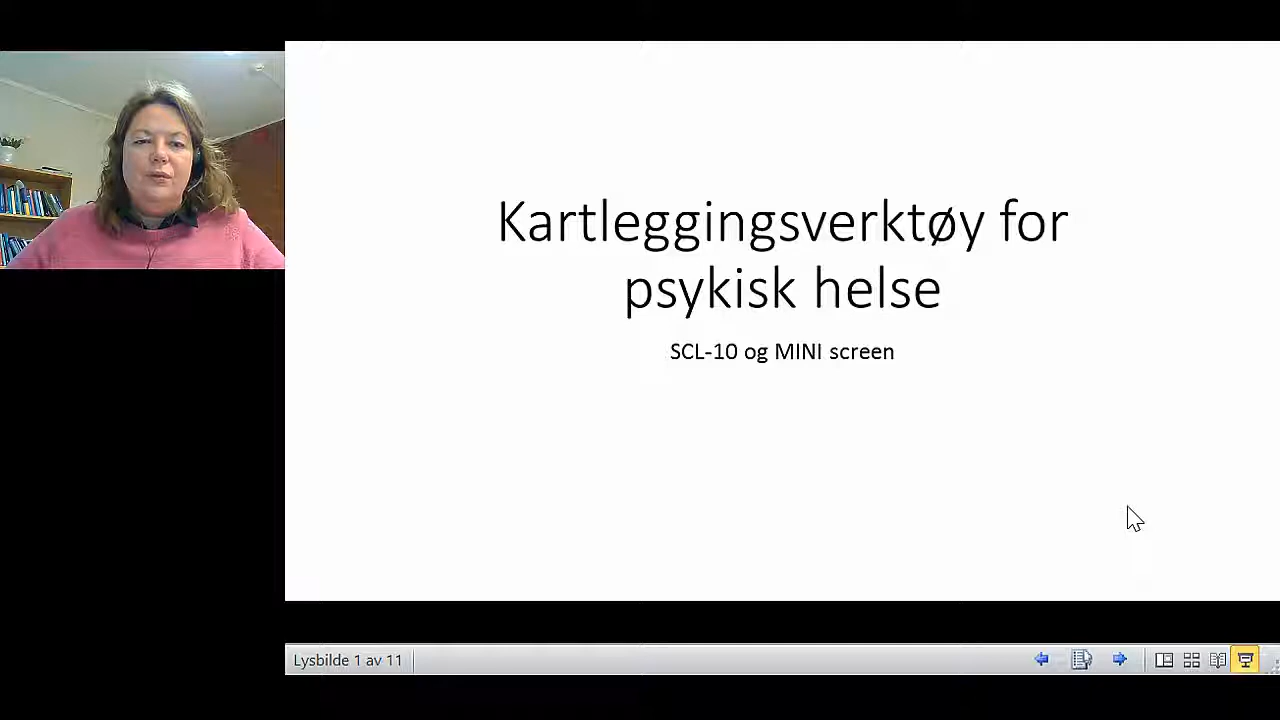 Kartleggingsverktøy for
psykisk helse
SCL-10 og MINI screen
Lysbilde 1 av 11